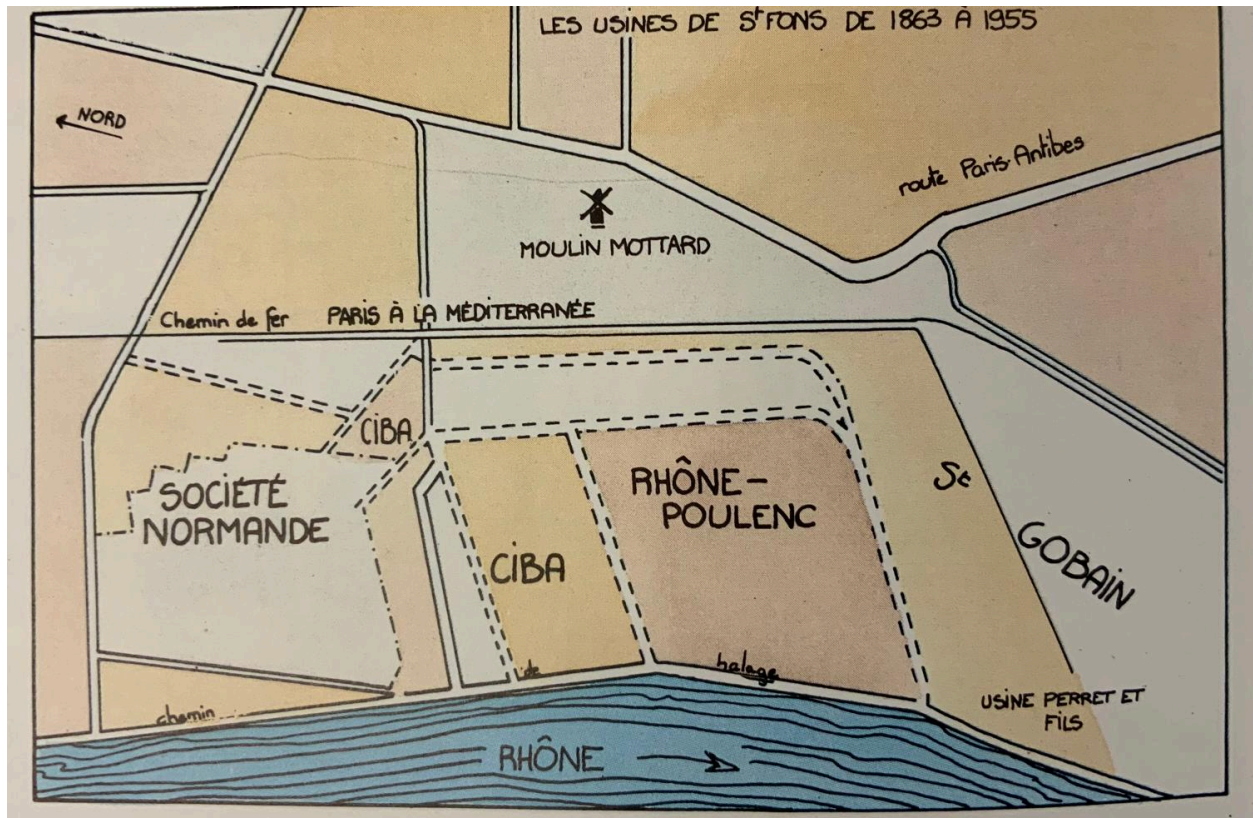 LES USINES DE St FONS DE 1863 À 1955
NORD
route Paris-Antibes
MOULIN MOTTARD
Chemin de fer PARIS À LA MÉDITERRANÉE
CIBA
SOCIÉTÉ
NORMANDE
RHÔNE-
POULENC
CIBA
St
GOBAIN
chemin de halage
USINE PERRET ET
FILS
RHÔNE